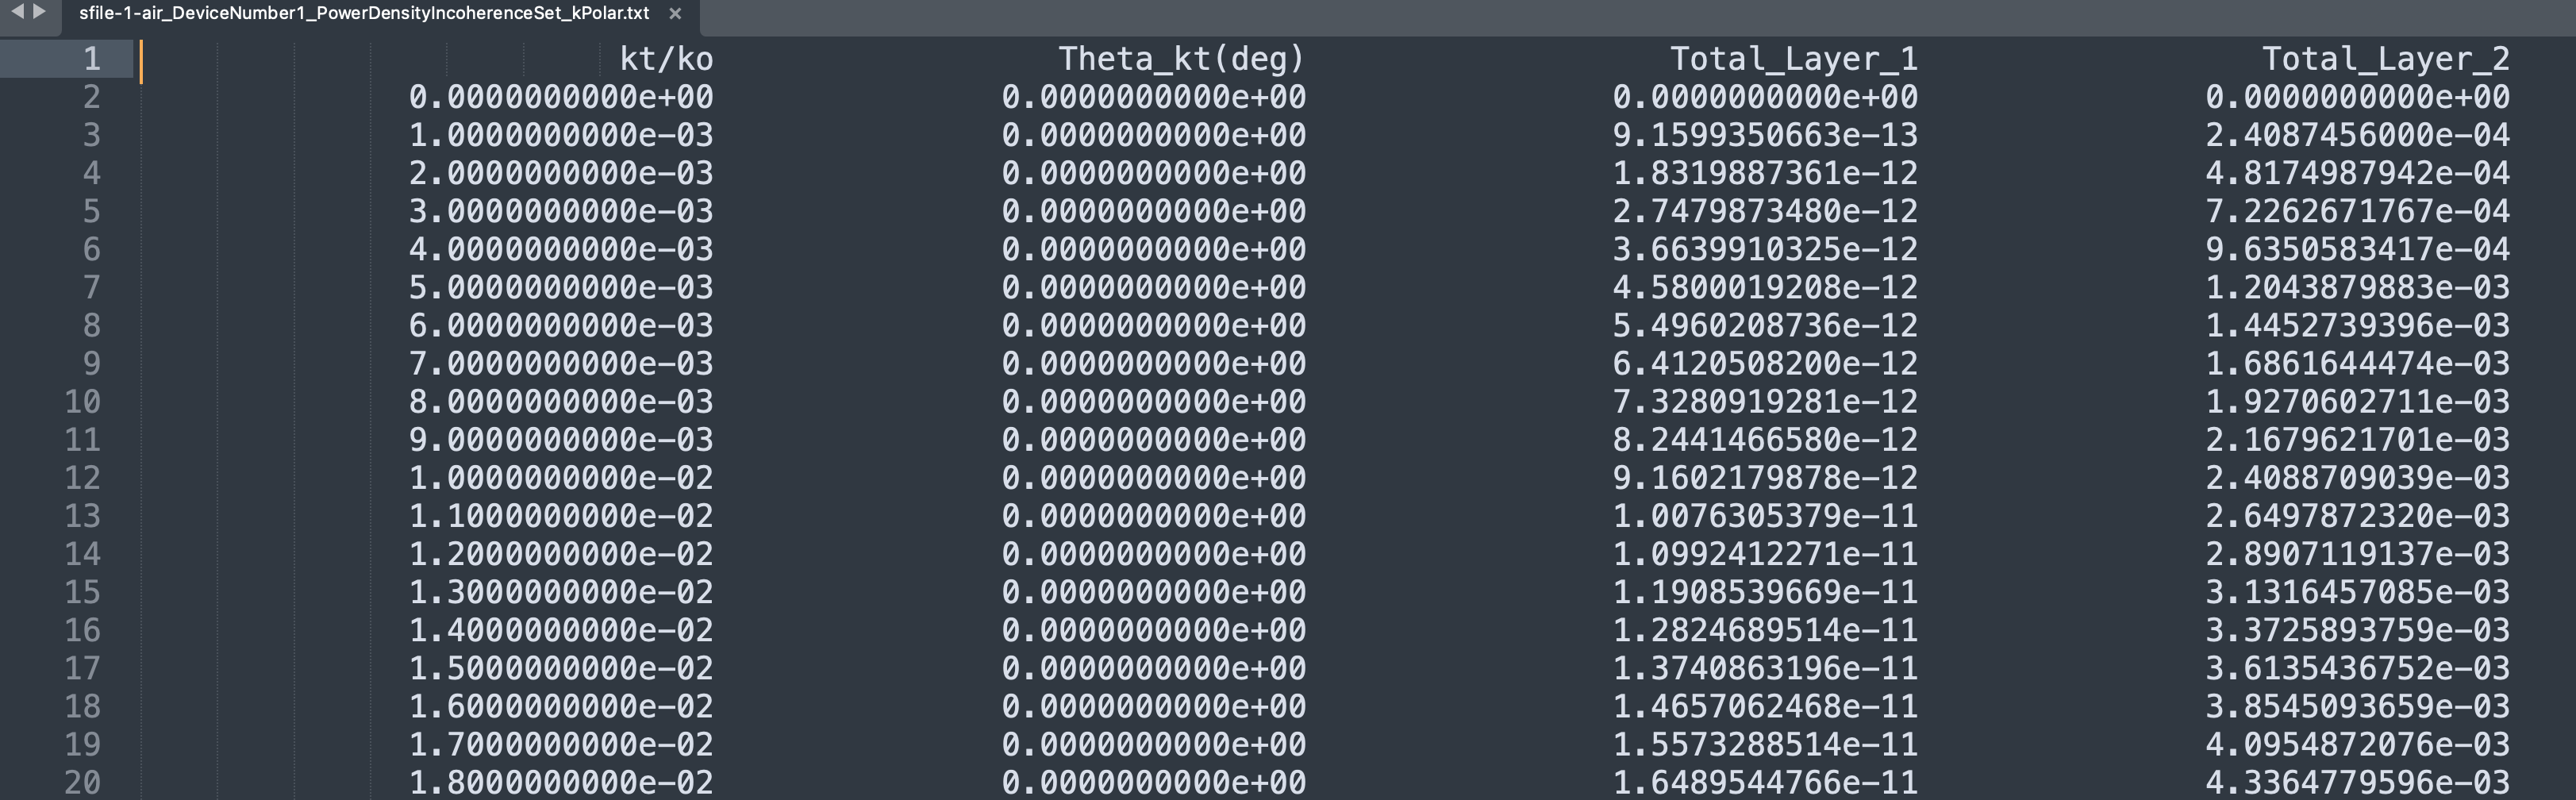 sfile-1-air_DeviceNumber1_PowerDensityIncoherenceSet_kPolar.txt ×
1 kt/ko Theta_kt(deg) Total_Layer_1 Total_Layer_2
2 0.0000000000e+00 0.0000000000e+00 0.0000000000e+00 0.0000000000e+00
3 1.0000000000e-03 0.0000000000e+00 9.1599350663e-13 2.4087456000e-04
4 2.0000000000e-03 0.0000000000e+00 1.8319887361e-12 4.8174987942e-04
5 3.0000000000e-03 0.0000000000e+00 2.7479873480e-12 7.2262671767e-04
6 4.0000000000e-03 0.0000000000e+00 3.6639910325e-12 9.6350583417e-04
7 5.0000000000e-03 0.0000000000e+00 4.5800019208e-12 1.2043879883e-03
8 6.0000000000e-03 0.0000000000e+00 5.4960208736e-12 1.4452739396e-03
9 7.0000000000e-03 0.0000000000e+00 6.4120508200e-12 1.6861644474e-03
10 8.0000000000e-03 0.0000000000e+00 7.3280919281e-12 1.9270602711e-03
11 9.0000000000e-03 0.0000000000e+00 8.2441466580e-12 2.1679621701e-03
12 1.0000000000e-02 0.0000000000e+00 9.1602179878e-12 2.4088709039e-03
13 1.1000000000e-02 0.0000000000e+00 1.0076305379e-11 2.6497872320e-03
14 1.2000000000e-02 0.0000000000e+00 1.0992412271e-11 2.8907119137e-03
15 1.3000000000e-02 0.0000000000e+00 1.1908539669e-11 3.1316457085e-03
16 1.4000000000e-02 0.0000000000e+00 1.2824689514e-11 3.3725893759e-03
17 1.5000000000e-02 0.0000000000e+00 1.3740863196e-11 3.6135436752e-03
18 1.6000000000e-02 0.0000000000e+00 1.4657062468e-11 3.8545093659e-03
19 1.7000000000e-02 0.0000000000e+00 1.5573288514e-11 4.0954872076e-03
20 1.8000000000e-02 0.0000000000e+00 1.6489544766e-11 4.3364779596e-03